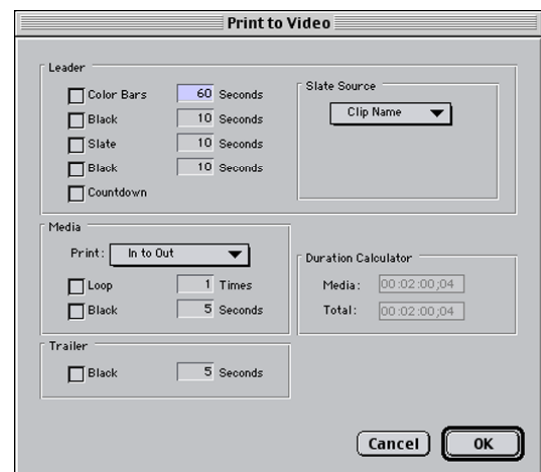 Print to Video
Leader
Color Bars 60 Seconds
Black 10 Seconds
Slate 10 Seconds
Black 10 Seconds
Countdown
Slate Source
Clip Name
Media
Print: In to Out
Loop 1 Times
Black 5 Seconds
Duration Calculator
Media: 00:02:00;04
Total: 00:02:00;04
Trailer
Black 5 Seconds
Cancel OK